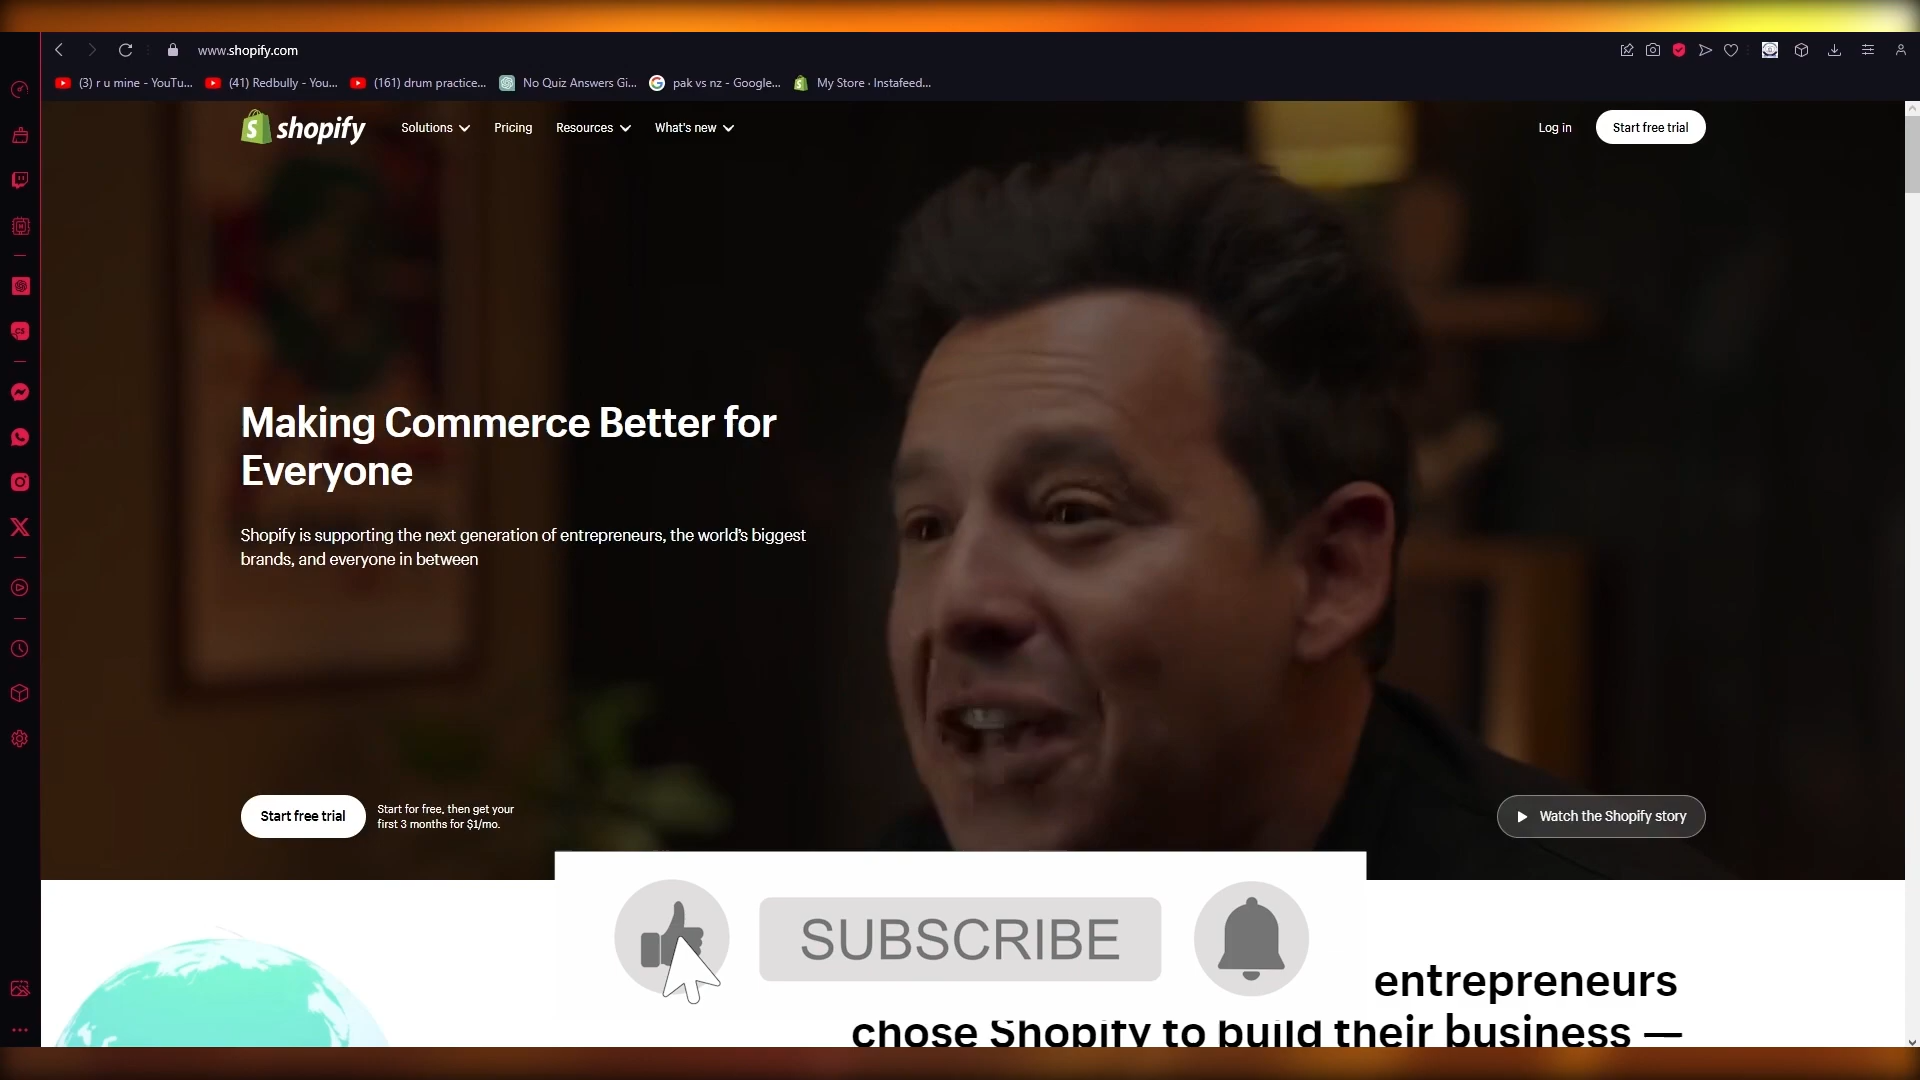 www.shopify.com
(3) r u mine - YouTu...
(41) Redbully - You...
(161) drum practice...
No Quiz Answers Gi...
pak vs nz - Google...
My Store · Instafeed...
shopify
Solutions
Pricing
Resources
What's new
Log in
Start free trial
Making Commerce Better for
Everyone
Shopify is supporting the next generation of entrepreneurs, the world's biggest
brands, and everyone in between
Start free trial
Start for free, then get your
first 3 months for $1/mo.
Watch the Shopify story
SUBSCRIBE
entrepreneurs
chose Shopify to build their business —